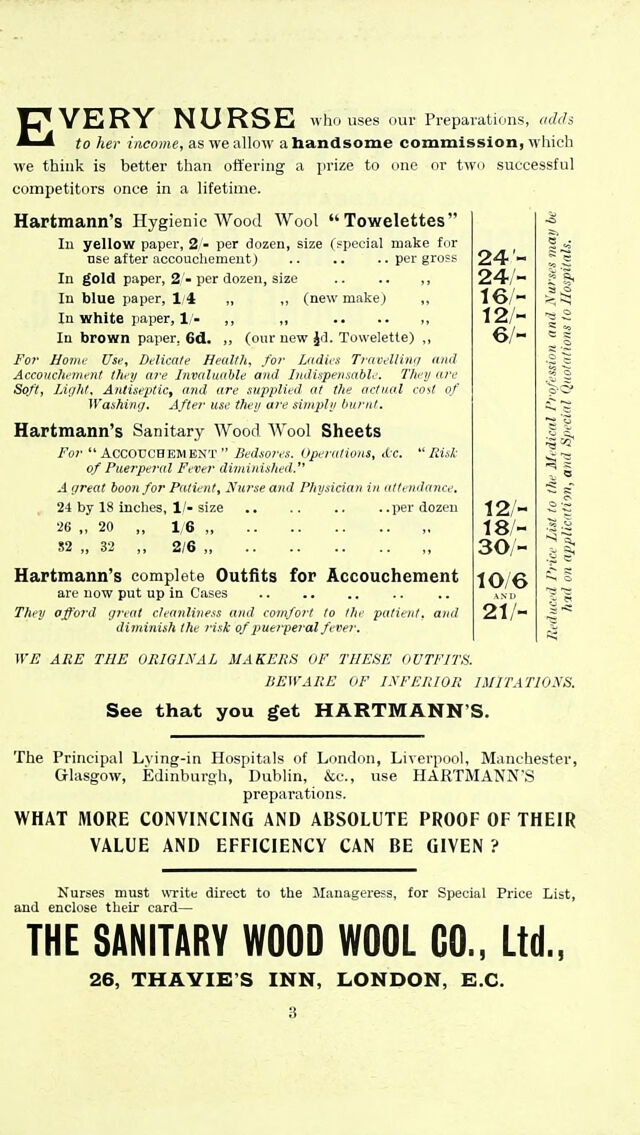 EVERY NURSE who uses our Preparations, adds
to her income, as we allow a handsome commission, which
we think is better than offering a prize to one or two successful
competitors once in a lifetime.
Hartmann's Hygienic Wood Wool "Towelettes"
In yellow paper, 2/- per dozen, size (special make for
use after accouchement) .. .. .. per gross 24/-
In gold paper, 2/- per dozen, size .. .. ,, 24/-
In blue paper, 1/4 ,, ,, (new make) ,, 16/-
In white paper, 1/- ,, ,, .. .. ,, 12/-
In brown paper, 6d. ,, (our new ½d. Towelette) ,, 6/-
For Home Use, Delicate Health, for Ladies Travelling and
Accouchement they are Invaluable and Indispensable. They are
Soft, Light, Antiseptic, and are supplied at the actual cost of
Washing. After use they are simply burnt.
Hartmann's Sanitary Wood Wool Sheets
For "ACCOUCHEMENT" Bedsores, Operations, &c. "Risk
of Puerperal Fever diminished."
A great boon for Patient, Nurse and Physician in attendance.
24 by 18 inches, 1/- size .. .. .. ..per dozen 12/-
26 ,, 20 ,, 1/6 ,, .. .. .. .. ,, 18/-
32 ,, 32 ,, 2/6 ,, .. .. .. .. ,, 30/-
Hartmann's complete Outfits for Accouchement 10/6
are now put up in Cases .. .. .. .. .. AND
They afford great cleanliness and comfort to the patient, and 21/-
diminish the risk of puerperal fever.
Reduced Price List to the Medical Profession and Nurses may be
had on application, and Special Quotations to Hospitals.
WE ARE THE ORIGINAL MAKERS OF THESE OUTFITS.
BEWARE OF INFERIOR IMITATIONS.
See that you get HARTMANN'S.
The Principal Lying-in Hospitals of London, Liverpool, Manchester,
Glasgow, Edinburgh, Dublin, &c., use HARTMANN'S
preparations.
WHAT MORE CONVINCING AND ABSOLUTE PROOF OF THEIR
VALUE AND EFFICIENCY CAN BE GIVEN ?
Nurses must write direct to the Manageress, for Special Price List,
and enclose their card—
THE SANITARY WOOD WOOL CO., Ltd.,
26, THAVIE'S INN, LONDON, E.C.
3